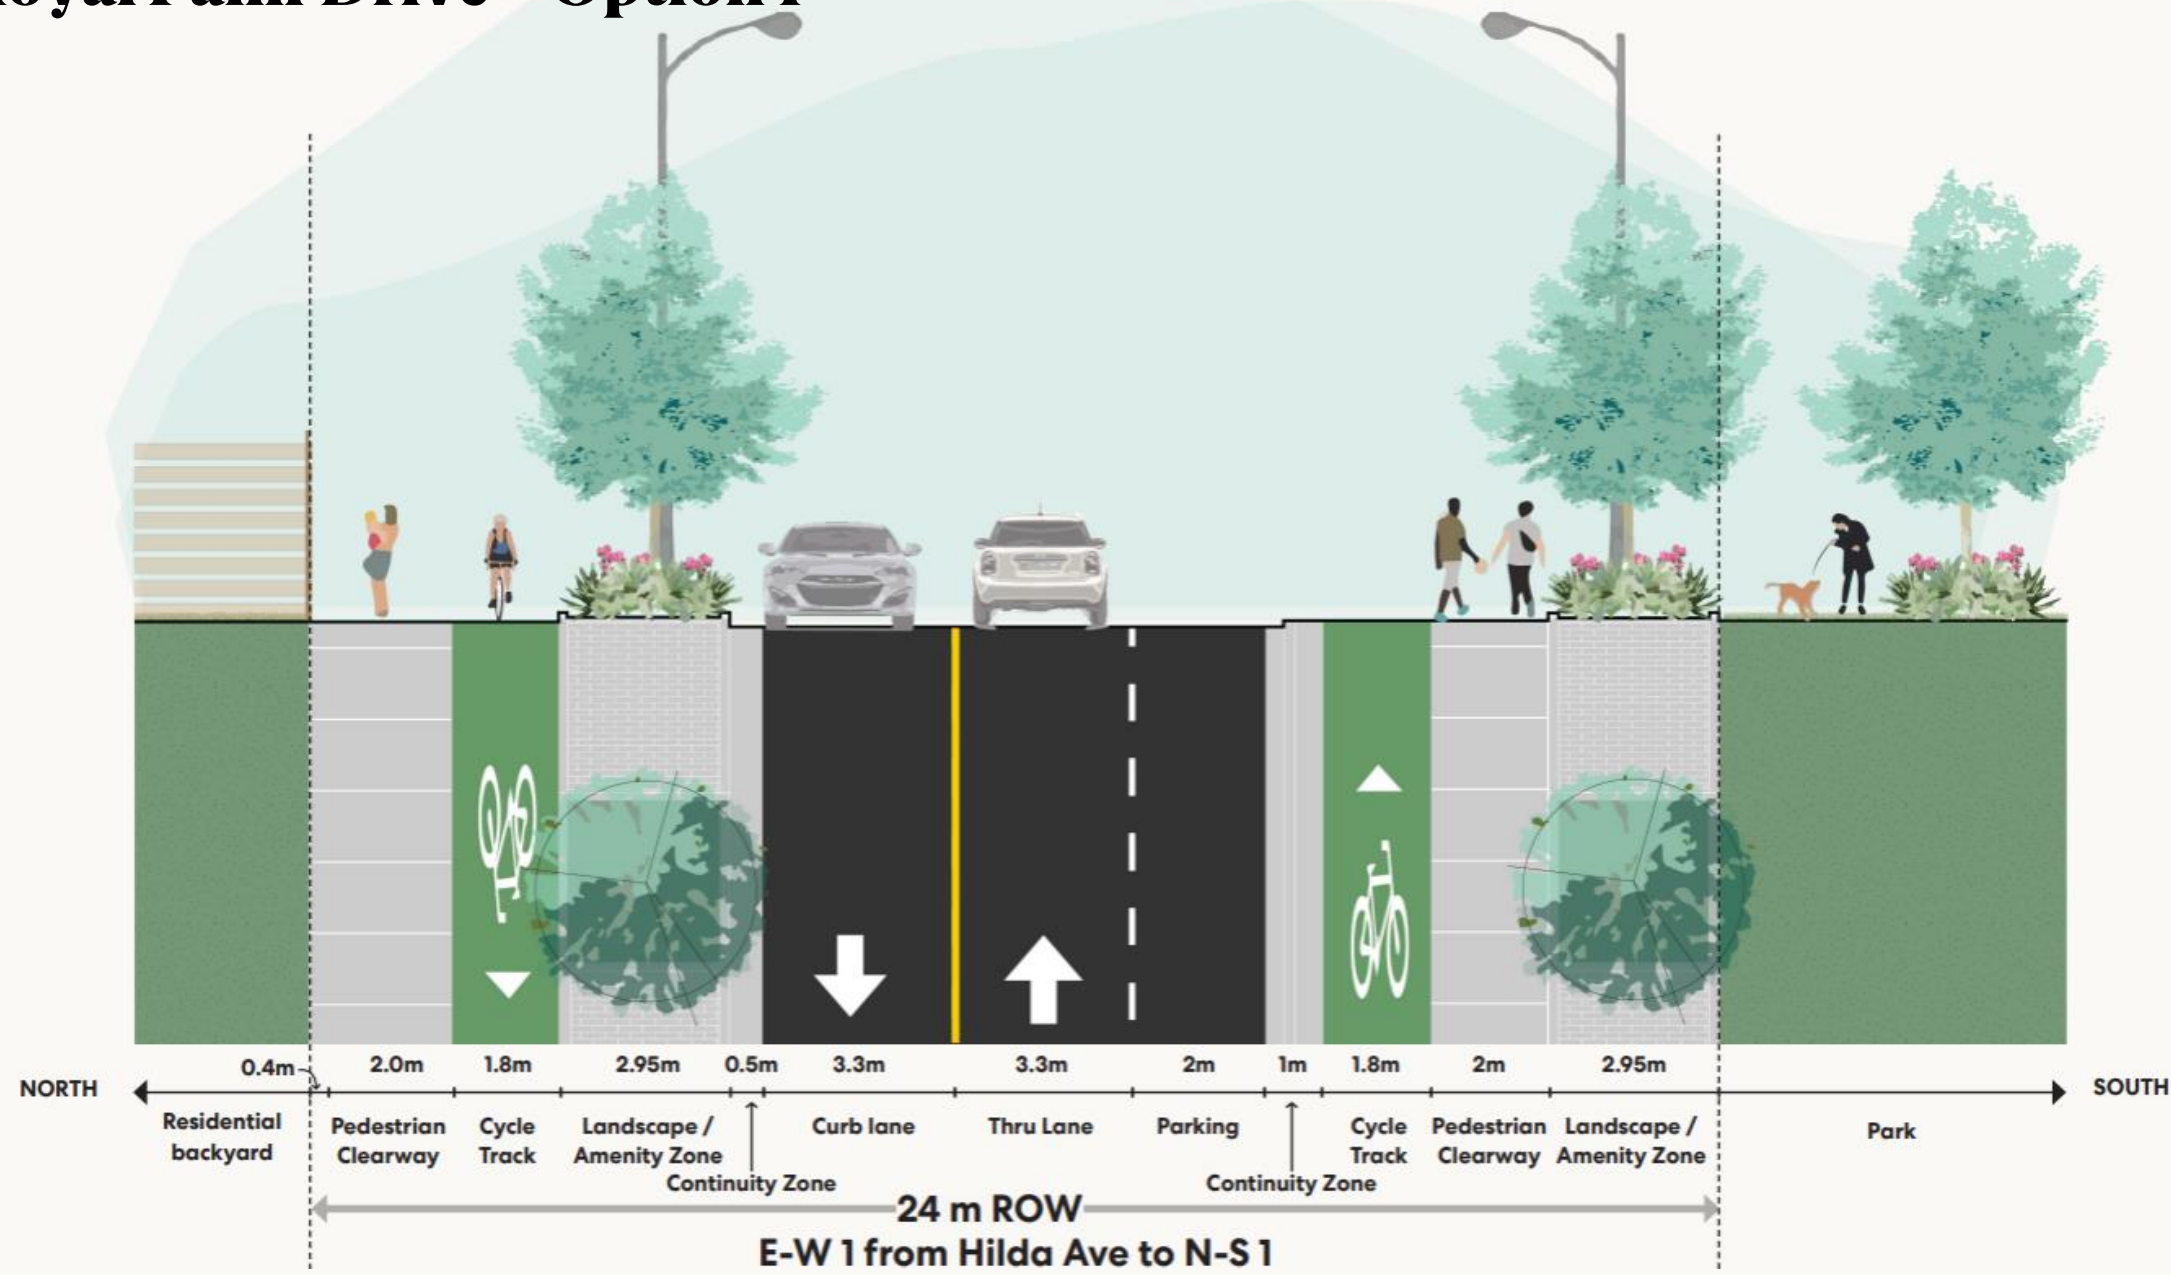 NORTH
SOUTH
0.4m
2.0m
1.8m
2.95m
0.5m
3.3m
3.3m
2m
1m
1.8m
2m
2.95m
Residential
backyard
Pedestrian
Clearway
Cycle
Track
Landscape /
Amenity Zone
Continuity Zone
Curb lane
Thru Lane
Parking
Continuity Zone
Cycle
Track
Pedestrian
Clearway
Landscape /
Amenity Zone
Park
24 m ROW
E-W 1 from Hilda Ave to N-S 1